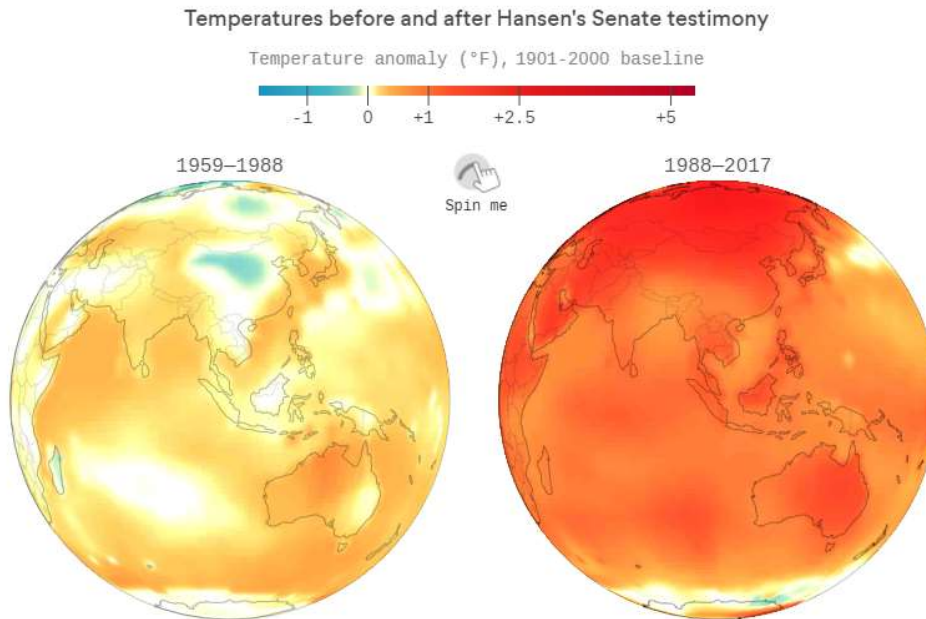 Temperatures before and after Hansen's Senate testimony
Temperature anomaly (°F), 1901-2000 baseline
-1 0 +1 +2.5 +5
1959–1988
1988–2017
Spin me